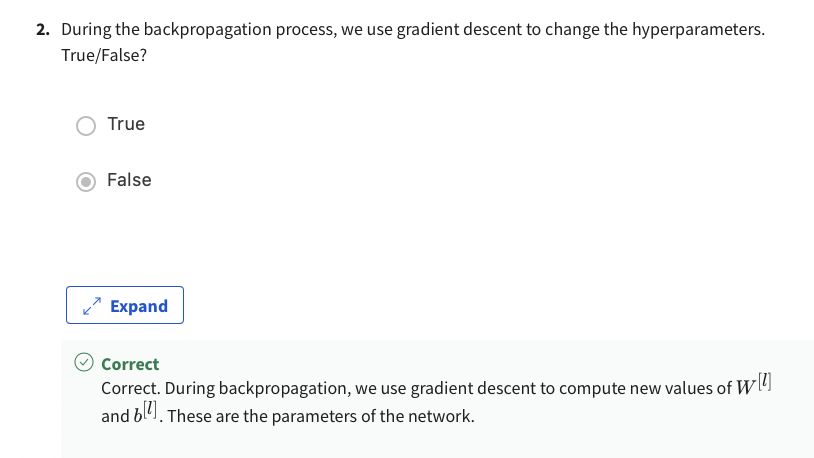 2. During the backpropagation process, we use gradient descent to change the hyperparameters.
True/False?
True
False
Expand
Correct
Correct. During backpropagation, we use gradient descent to compute new values of W^[l]
and b^[l]. These are the parameters of the network.